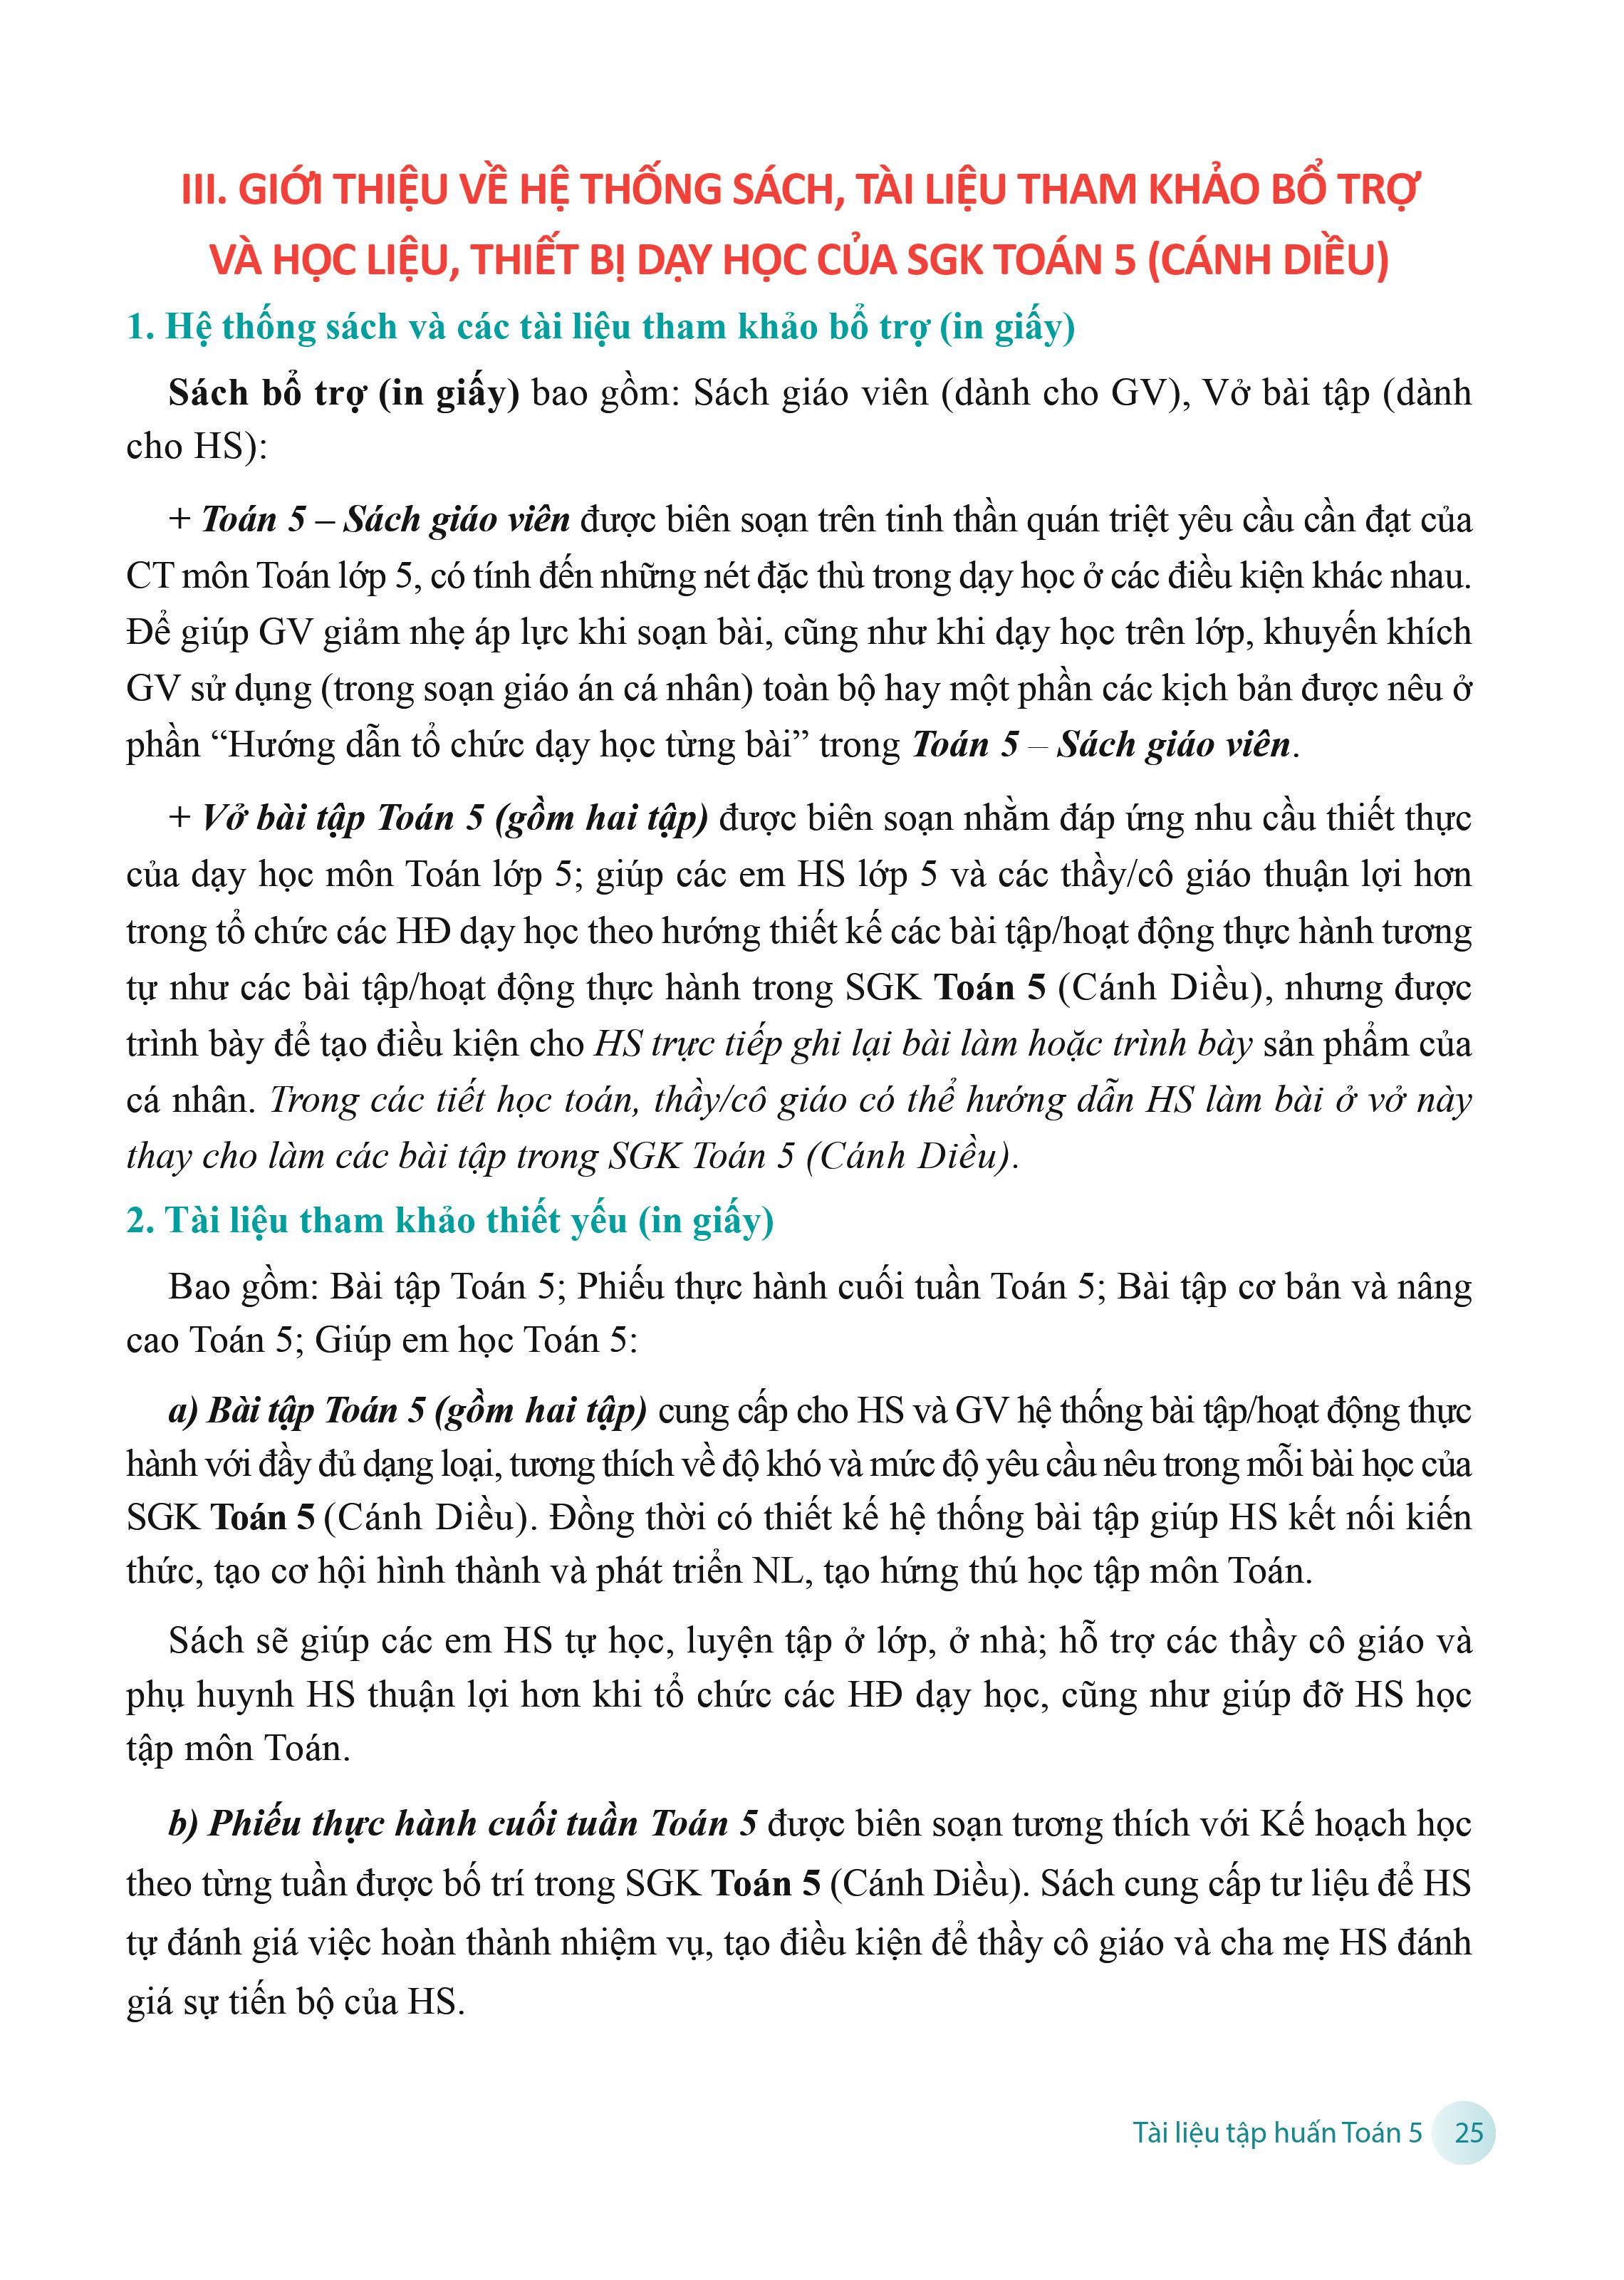 III. GIỚI THIỆU VỀ HỆ THỐNG SÁCH, TÀI LIỆU THAM KHẢO BỔ TRỢ
VÀ HỌC LIỆU, THIẾT BỊ DẠY HỌC CỦA SGK TOÁN 5 (CÁNH DIỀU)
1. Hệ thống sách và các tài liệu tham khảo bổ trợ (in giấy)
Sách bổ trợ (in giấy) bao gồm: Sách giáo viên (dành cho GV), Vở bài tập (dành
cho HS):
+ Toán 5 – Sách giáo viên được biên soạn trên tinh thần quán triệt yêu cầu cần đạt của
CT môn Toán lớp 5, có tính đến những nét đặc thù trong dạy học ở các điều kiện khác nhau.
Để giúp GV giảm nhẹ áp lực khi soạn bài, cũng như khi dạy học trên lớp, khuyến khích
GV sử dụng (trong soạn giáo án cá nhân) toàn bộ hay một phần các kịch bản được nêu ở
phần “Hướng dẫn tổ chức dạy học từng bài” trong Toán 5 – Sách giáo viên.
+ Vở bài tập Toán 5 (gồm hai tập) được biên soạn nhằm đáp ứng nhu cầu thiết thực
của dạy học môn Toán lớp 5; giúp các em HS lớp 5 và các thầy/cô giáo thuận lợi hơn
trong tổ chức các HĐ dạy học theo hướng thiết kế các bài tập/hoạt động thực hành tương
tự như các bài tập/hoạt động thực hành trong SGK Toán 5 (Cánh Diều), nhưng được
trình bày để tạo điều kiện cho HS trực tiếp ghi lại bài làm hoặc trình bày sản phẩm của
cá nhân. Trong các tiết học toán, thầy/cô giáo có thể hướng dẫn HS làm bài ở vở này
thay cho làm các bài tập trong SGK Toán 5 (Cánh Diều).
2. Tài liệu tham khảo thiết yếu (in giấy)
Bao gồm: Bài tập Toán 5; Phiếu thực hành cuối tuần Toán 5; Bài tập cơ bản và nâng
cao Toán 5; Giúp em học Toán 5:
a) Bài tập Toán 5 (gồm hai tập) cung cấp cho HS và GV hệ thống bài tập/hoạt động thực
hành với đầy đủ dạng loại, tương thích về độ khó và mức độ yêu cầu nêu trong mỗi bài học của
SGK Toán 5 (Cánh Diều). Đồng thời có thiết kế hệ thống bài tập giúp HS kết nối kiến
thức, tạo cơ hội hình thành và phát triển NL, tạo hứng thú học tập môn Toán.
Sách sẽ giúp các em HS tự học, luyện tập ở lớp, ở nhà; hỗ trợ các thầy cô giáo và
phụ huynh HS thuận lợi hơn khi tổ chức các HĐ dạy học, cũng như giúp đỡ HS học
tập môn Toán.
b) Phiếu thực hành cuối tuần Toán 5 được biên soạn tương thích với Kế hoạch học
theo từng tuần được bố trí trong SGK Toán 5 (Cánh Diều). Sách cung cấp tư liệu để HS
tự đánh giá việc hoàn thành nhiệm vụ, tạo điều kiện để thầy cô giáo và cha mẹ HS đánh
giá sự tiến bộ của HS.
Tài liệu tập huấn Toán 5 25